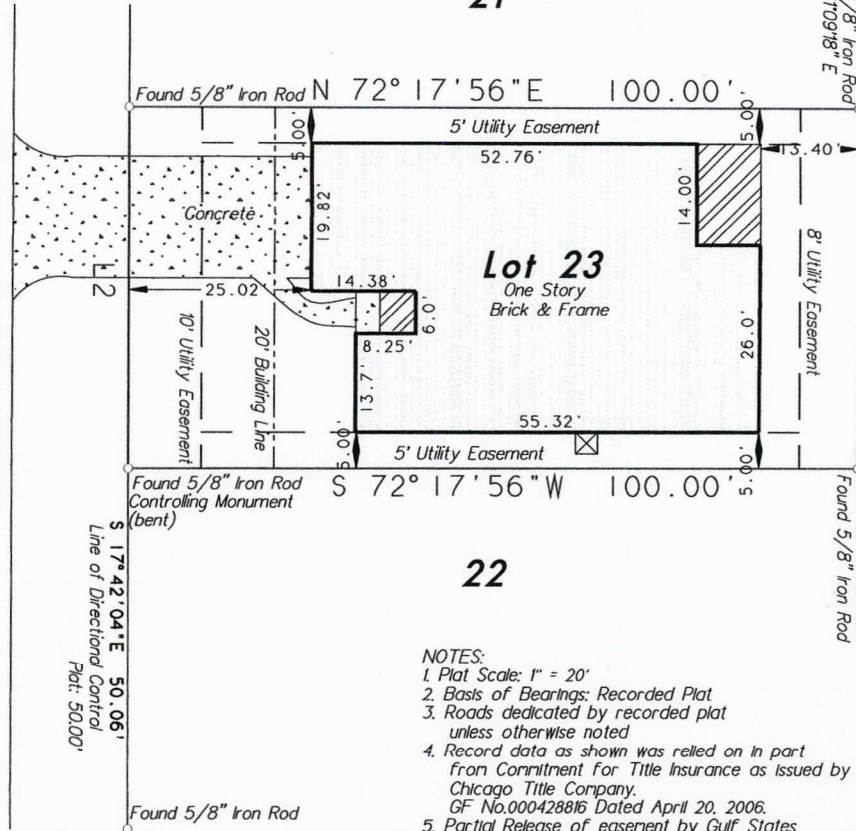 21
/8" Iron Rod
1°09'18" E
Found 5/8" Iron Rod
N 72° 17'56"E 100.00'
5.00'
5' Utility Easement
5.00'
52.76'
13.40'
Concrete
19.82'
14.00'
Lot 23
One Story
Brick & Frame
8' Utility Easement
L2
25.02
14.38'
6.0'
8.25'
26.0'
10' Utility Easement
20' Building Line
13.7'
55.32'
5.00'
5' Utility Easement
5.00'
Found 5/8" Iron Rod
Controlling Monument
(bent)
S 72° 17'56"W 100.00'
Found 5/8" Iron Rod
S 17°42'04"E 50.06'
Line of Directional Control
Plat: 50.00'
22
NOTES:
1. Plat Scale: 1" = 20'
2. Basis of Bearings: Recorded Plat
3. Roads dedicated by recorded plat
unless otherwise noted
4. Record data as shown was relied on in part
from Commitment for Title Insurance as issued by
Chicago Title Company.
GF No.000428816 Dated April 20, 2006.
5. Partial Release of easement by Gulf States
Found 5/8" Iron Rod